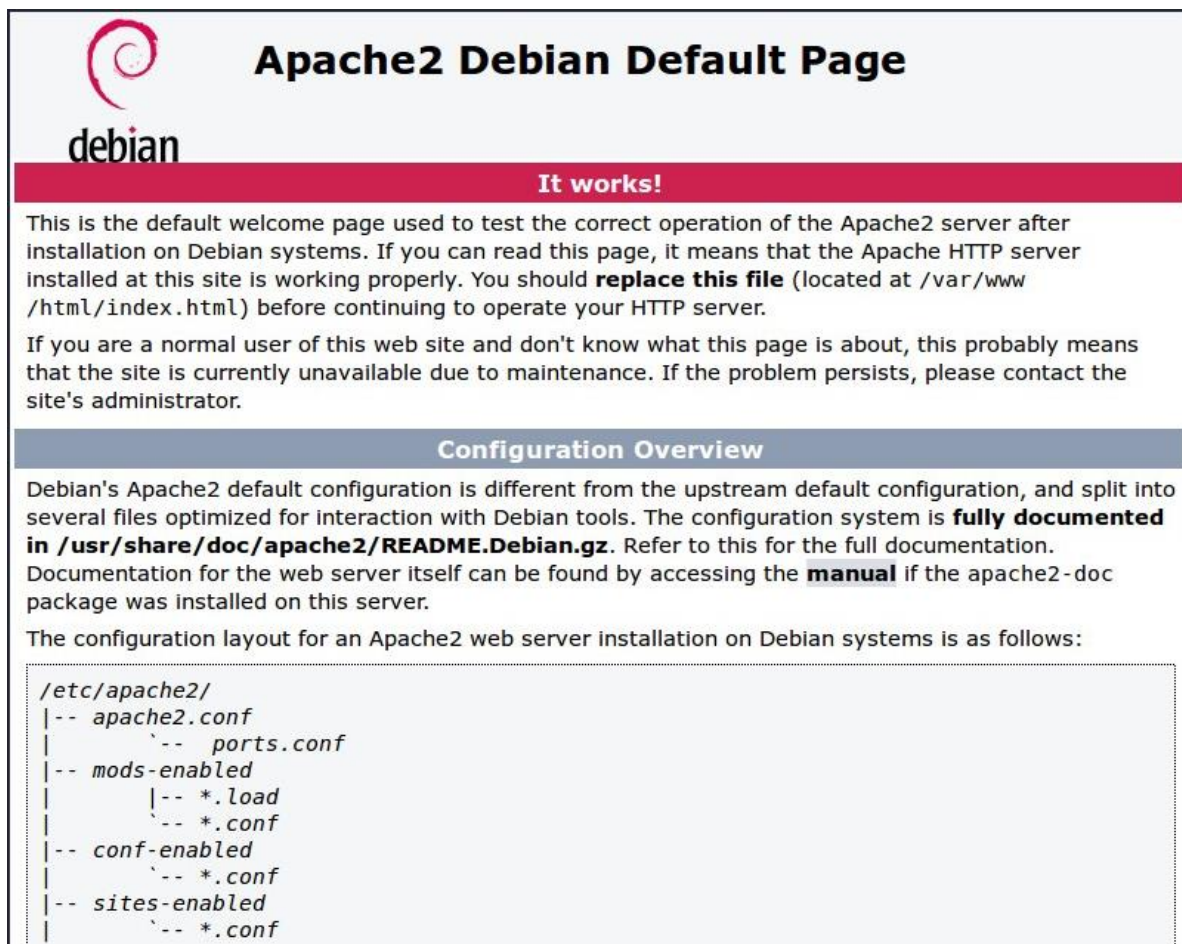 debian
Apache2 Debian Default Page
It works!
This is the default welcome page used to test the correct operation of the Apache2 server after
installation on Debian systems. If you can read this page, it means that the Apache HTTP server
installed at this site is working properly. You should replace this file (located at /var/www
/html/index.html) before continuing to operate your HTTP server.
If you are a normal user of this web site and don't know what this page is about, this probably means
that the site is currently unavailable due to maintenance. If the problem persists, please contact the
site's administrator.
Configuration Overview
Debian's Apache2 default configuration is different from the upstream default configuration, and split into
several files optimized for interaction with Debian tools. The configuration system is fully documented
in /usr/share/doc/apache2/README.Debian.gz. Refer to this for the full documentation.
Documentation for the web server itself can be found by accessing the manual if the apache2-doc
package was installed on this server.
The configuration layout for an Apache2 web server installation on Debian systems is as follows:
/etc/apache2/
|-- apache2.conf
|       `--  ports.conf
|-- mods-enabled
|       |-- *.load
|       `-- *.conf
|-- conf-enabled
|       `-- *.conf
|-- sites-enabled
|       `-- *.conf